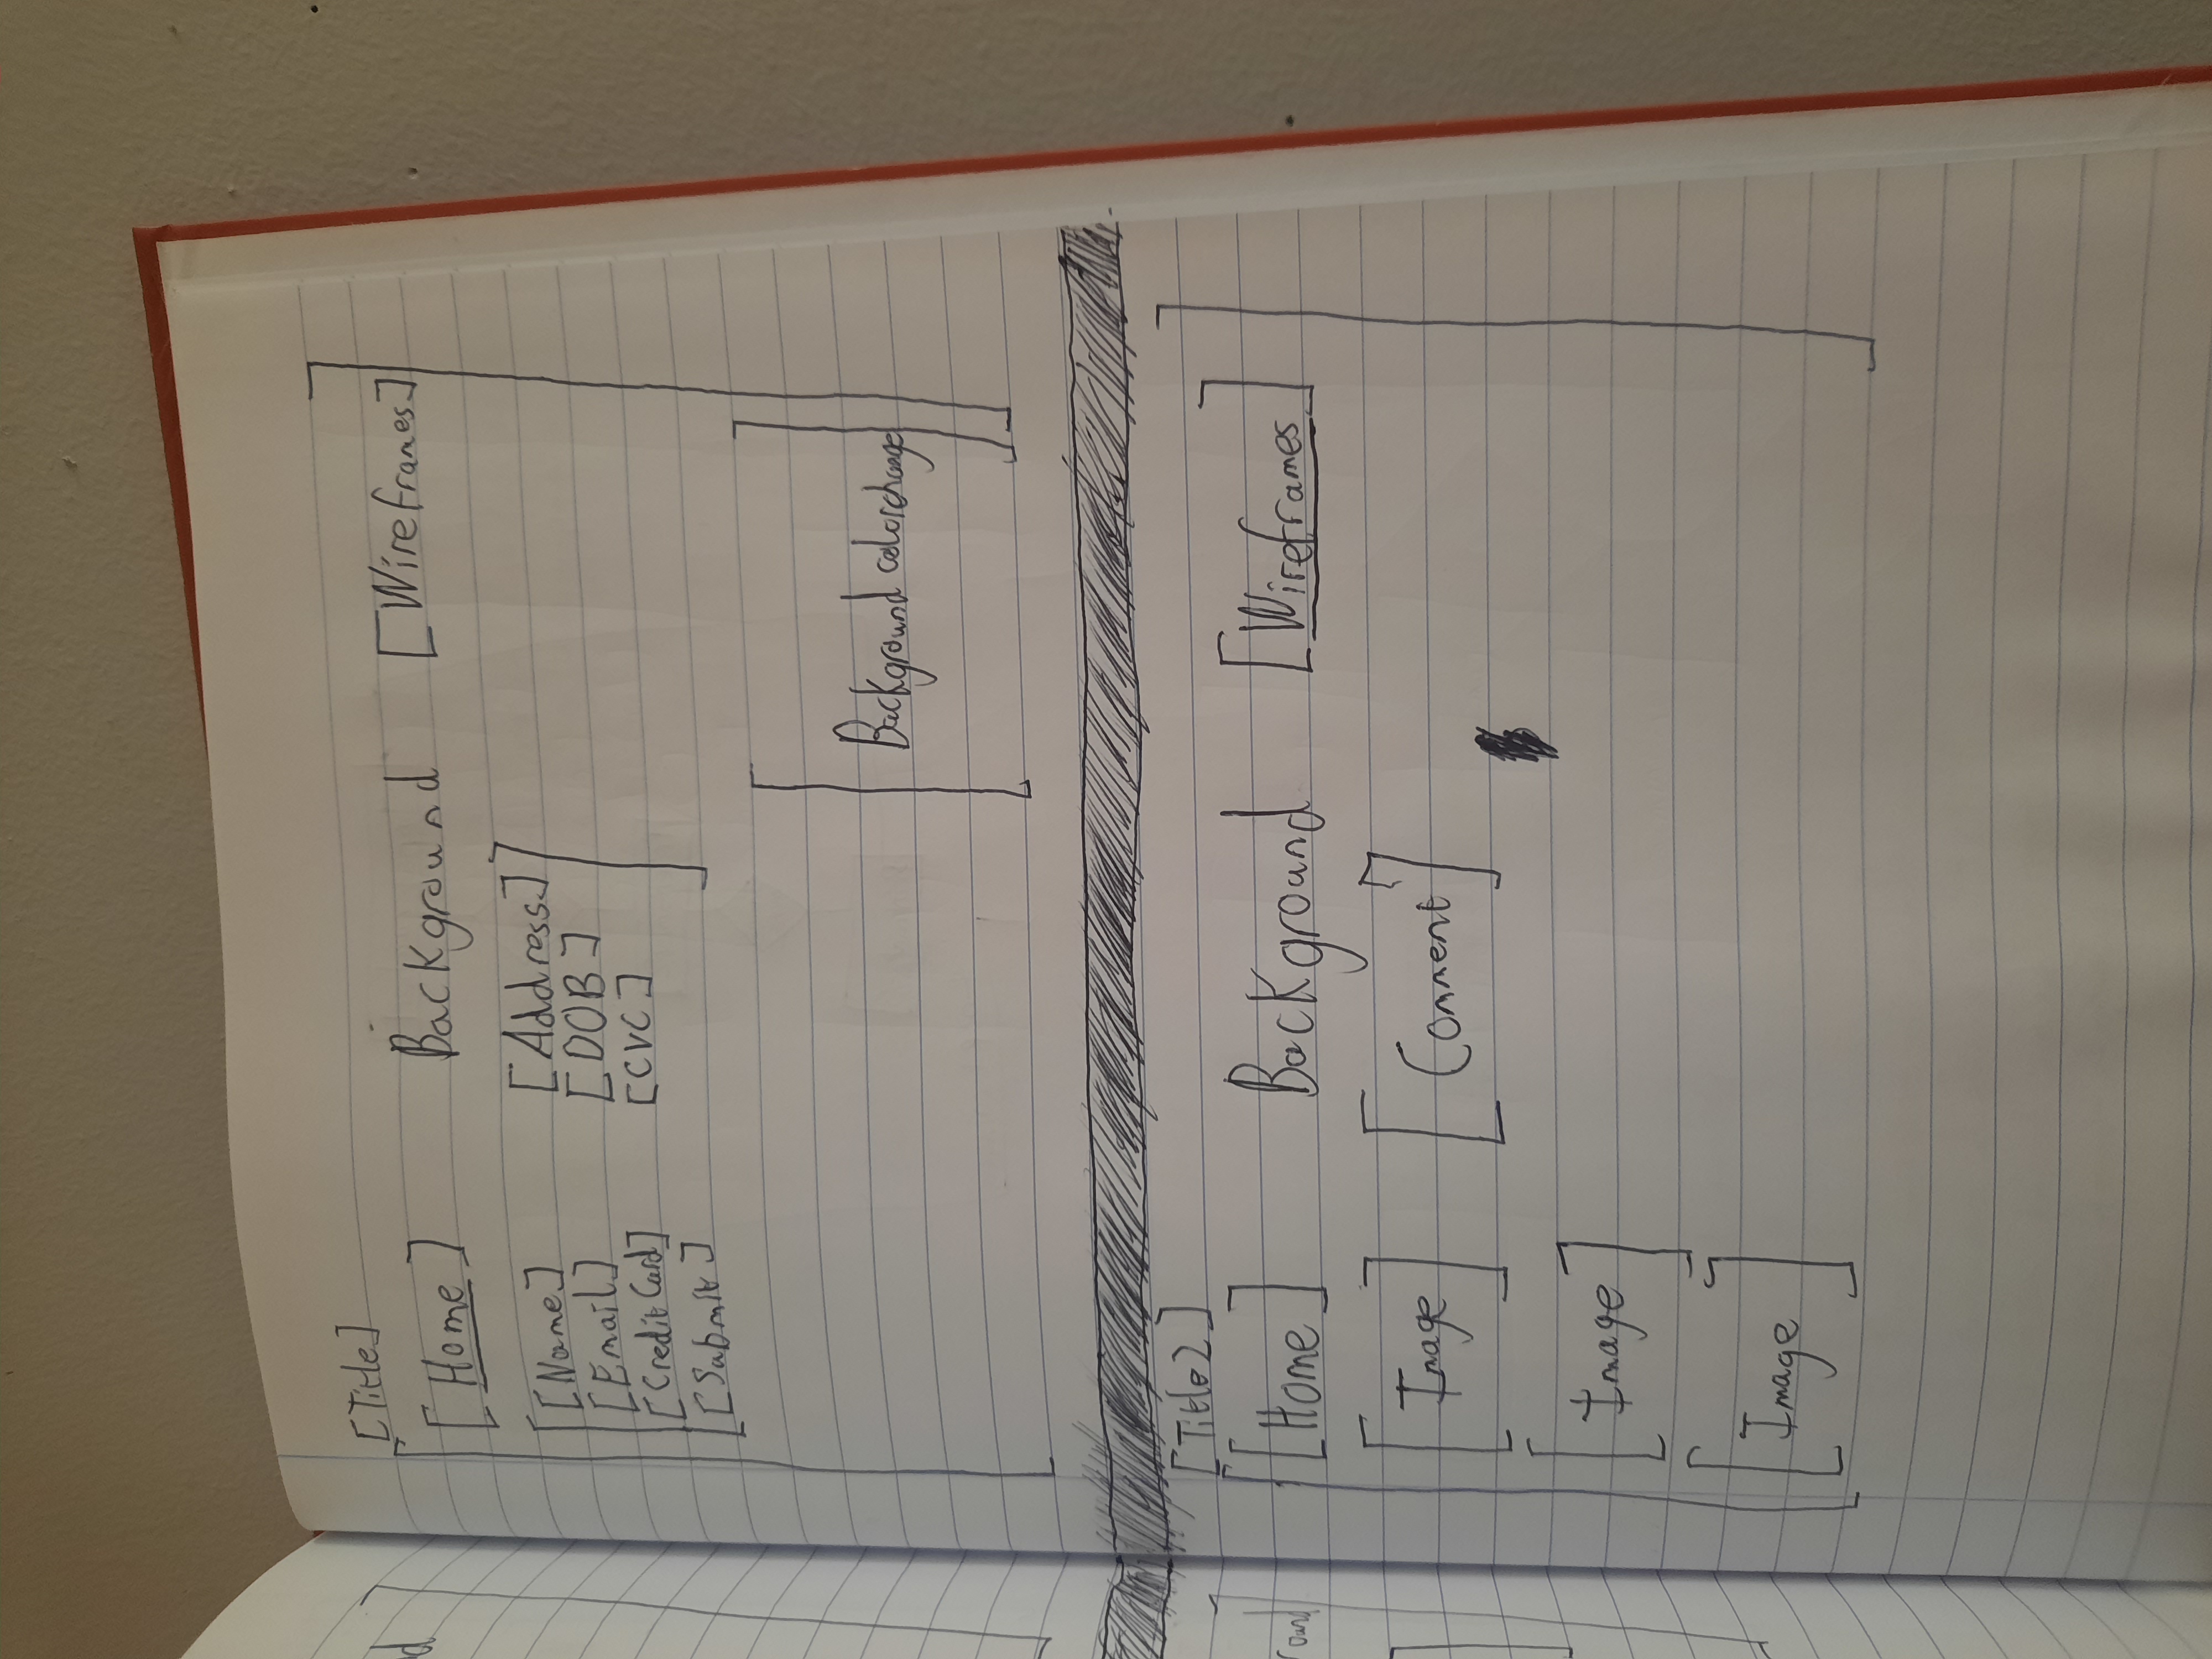 [Title]
[Home] Background [Wireframes]
[Name] [Address]
[Email] [DOB]
[Credit Card] [CVC]
[Submit]
[Background colorchange]
[Title2]
[Home] Background [Wireframes]
[Image] [Comment]
[Image]
[Image]